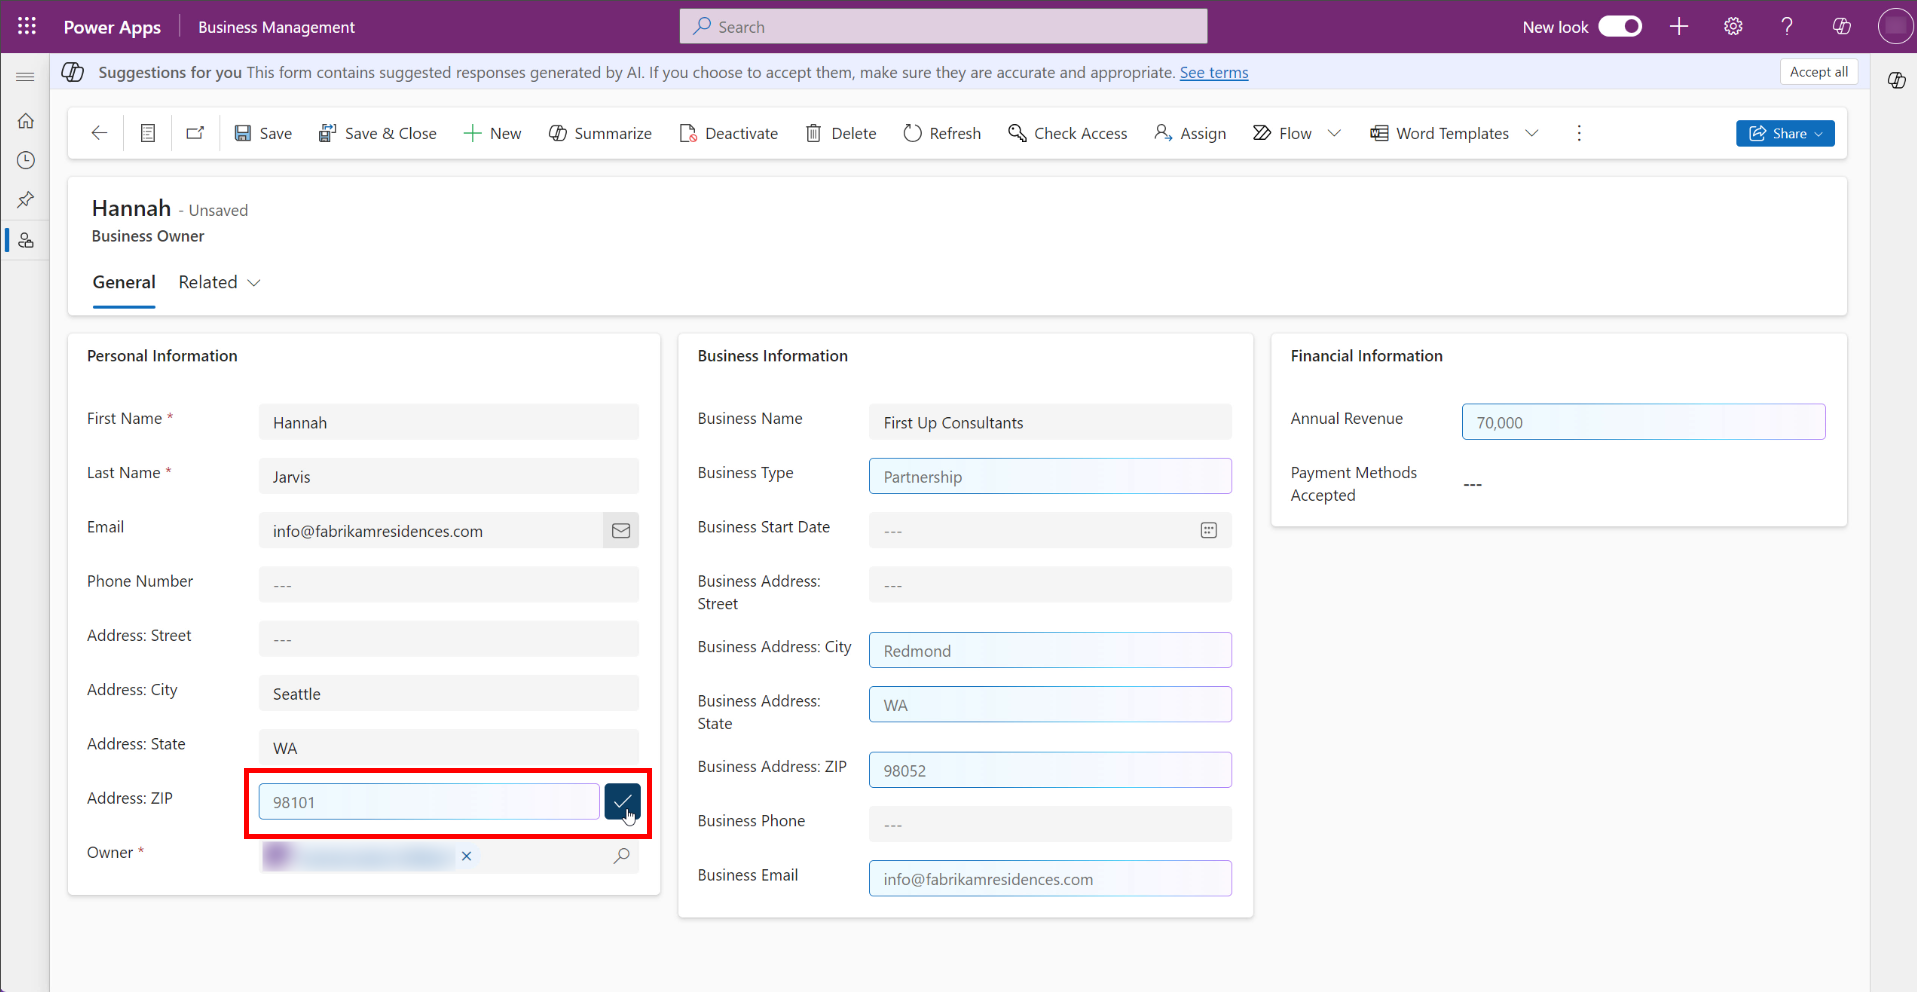 Power Apps
Business Management
Search
New look
Suggestions for you This form contains suggested responses generated by AI. If you choose to accept them, make sure they are accurate and appropriate. See terms
Accept all
Save
Save & Close
New
Summarize
Deactivate
Delete
Refresh
Check Access
Assign
Flow
Word Templates
Share
Hannah - Unsaved
Business Owner
General
Related
Personal Information
First Name *
Hannah
Last Name *
Jarvis
Email
info@fabrikamresidences.com
Phone Number
---
Address: Street
---
Address: City
Seattle
Address: State
WA
Address: ZIP
98101
Owner *
Business Information
Business Name
First Up Consultants
Business Type
Partnership
Business Start Date
---
Business Address:
Street
---
Business Address: City
Redmond
Business Address:
State
WA
Business Address: ZIP
98052
Business Phone
---
Business Email
info@fabrikamresidences.com
Financial Information
Annual Revenue
70,000
Payment Methods
Accepted
---